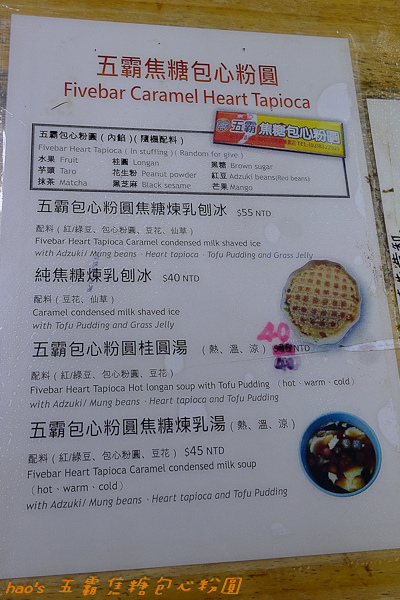 五霸焦糖包心粉圓
Fivebar Caramel Heart Tapioca
五霸包心粉圓(內餡)(隨機配料)
Fivebar Heart Tapioca ( In stuffing )( Random for give )
水果 Fruit 桂圓 Longan 黑糖 Brown sugar
芋頭 Taro 花生粉 Peanut powder 紅豆 Adzuki beans(Red beans)
抹茶 Matcha 黑芝麻 Black sesame 芒果 Mango
五霸 焦糖包心粉圓
五霸包心粉圓焦糖煉乳刨冰 $55 NTD
配料(紅/綠豆、包心粉圓、豆花、仙草)
Fivebar Heart Tapioca Caramel condensed milk shaved ice
with Adzuki/ Mung beans、Heart tapioca、Tofu Pudding and Grass Jelly
純焦糖煉乳刨冰 $40 NTD
配料(豆花、仙草)
Caramel condensed milk shaved ice
with Tofu Pudding and Grass Jelly
五霸包心粉圓桂圓湯 (熱、溫、涼) 40 NTD
配料(紅/綠豆、包心粉圓、豆花)
Fivebar Heart Tapioca Hot longan soup with Tofu Pudding (hot、warm、cold)
with Adzuki/ Mung beans、Heart tapioca and Tofu Pudding
五霸包心粉圓焦糖煉乳湯(熱、溫、涼)
配料(紅/綠豆、包心粉圓、豆花) $45 NTD
Fivebar Heart Tapioca Caramel condensed milk soup
(hot、warm、cold)
with Adzuki/ Mung beans、Heart tapioca and Tofu Pudding
hao's 五霸焦糖包心粉圓